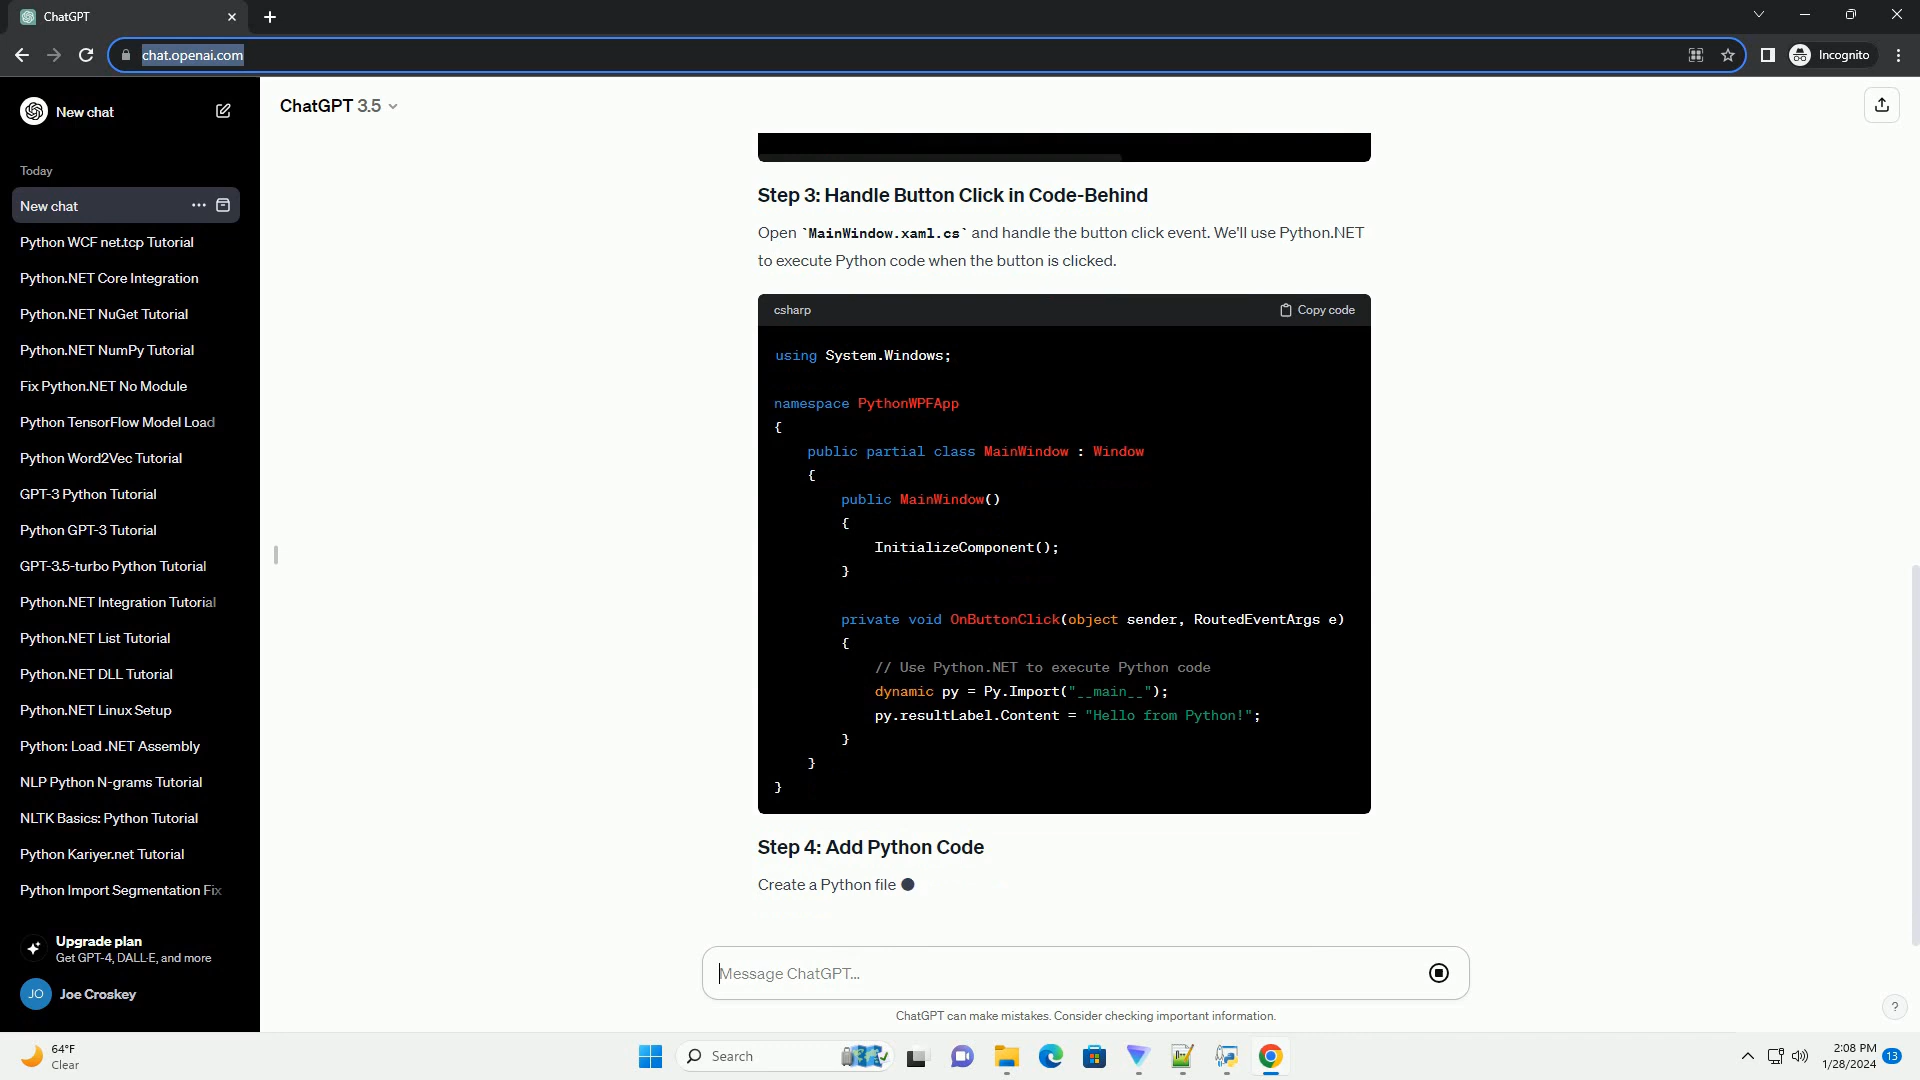 ChatGPT
chat.openai.com
Incognito
New chat
ChatGPT 3.5
Today
New chat
Python WCF net.tcp Tutorial
Python.NET Core Integration
Python.NET NuGet Tutorial
Python.NET NumPy Tutorial
Fix Python.NET No Module
Python TensorFlow Model Load
Python Word2Vec Tutorial
GPT-3 Python Tutorial
Python GPT-3 Tutorial
GPT-3.5-turbo Python Tutorial
Python.NET Integration Tutorial
Python.NET List Tutorial
Python.NET DLL Tutorial
Python.NET Linux Setup
Python: Load .NET Assembly
NLP Python N-grams Tutorial
NLTK Basics: Python Tutorial
Python Kariyer.net Tutorial
Python Import Segmentation Fix
Upgrade plan
Get GPT-4, DALL·E, and more
JO
Joe Croskey
Step 3: Handle Button Click in Code-Behind
Open `MainWindow.xaml.cs` and handle the button click event. We'll use Python.NET
to execute Python code when the button is clicked.
csharp
Copy code
using System.Windows;
namespace PythonWPFApp
{
public partial class MainWindow : Window
{
public MainWindow()
{
InitializeComponent();
}
private void OnButtonClick(object sender, RoutedEventArgs e)
{
// Use Python.NET to execute Python code
dynamic py = Py.Import("__main__");
py.resultLabel.Content = "Hello from Python!";
}
}
}
Step 4: Add Python Code
Create a Python file
Message ChatGPT...
ChatGPT can make mistakes. Consider checking important information.
?
64°F
Clear
Search
2:08 PM
1/28/2024
13